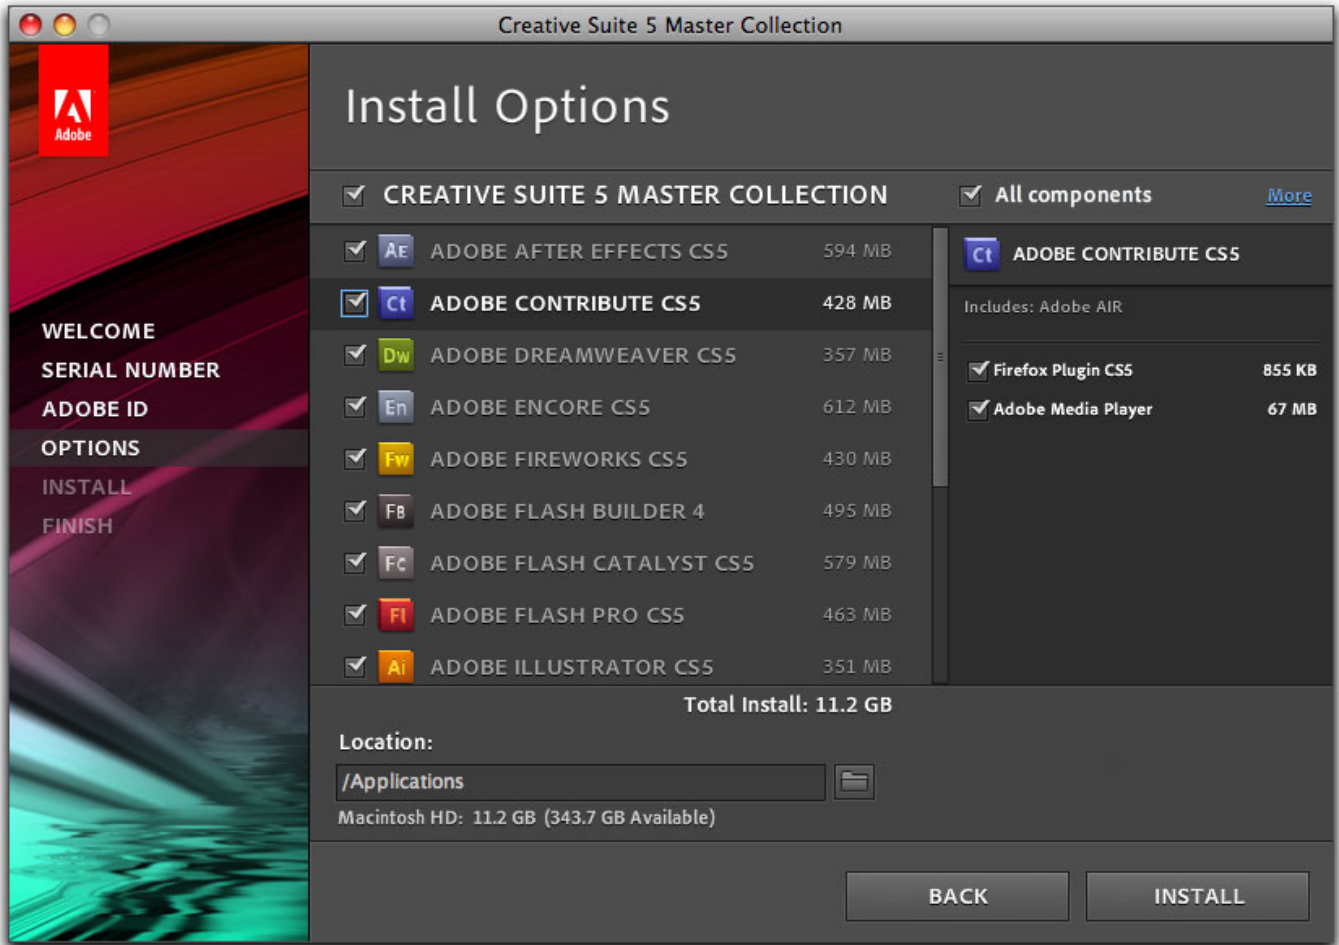 Creative Suite 5 Master Collection
Adobe
Install Options
CREATIVE SUITE 5 MASTER COLLECTION
All components
More
AE ADOBE AFTER EFFECTS CS5 594 MB
Ct ADOBE CONTRIBUTE CS5 428 MB
Dw ADOBE DREAMWEAVER CS5 357 MB
En ADOBE ENCORE CS5 612 MB
Fw ADOBE FIREWORKS CS5 430 MB
FB ADOBE FLASH BUILDER 4 495 MB
Fc ADOBE FLASH CATALYST CS5 579 MB
Fl ADOBE FLASH PRO CS5 463 MB
Ai ADOBE ILLUSTRATOR CS5 351 MB
Ct ADOBE CONTRIBUTE CS5
Includes: Adobe AIR
Firefox Plugin CS5 855 KB
Adobe Media Player 67 MB
WELCOME
SERIAL NUMBER
ADOBE ID
OPTIONS
INSTALL
FINISH
Total Install: 11.2 GB
Location:
/Applications
Macintosh HD: 11.2 GB (343.7 GB Available)
BACK
INSTALL